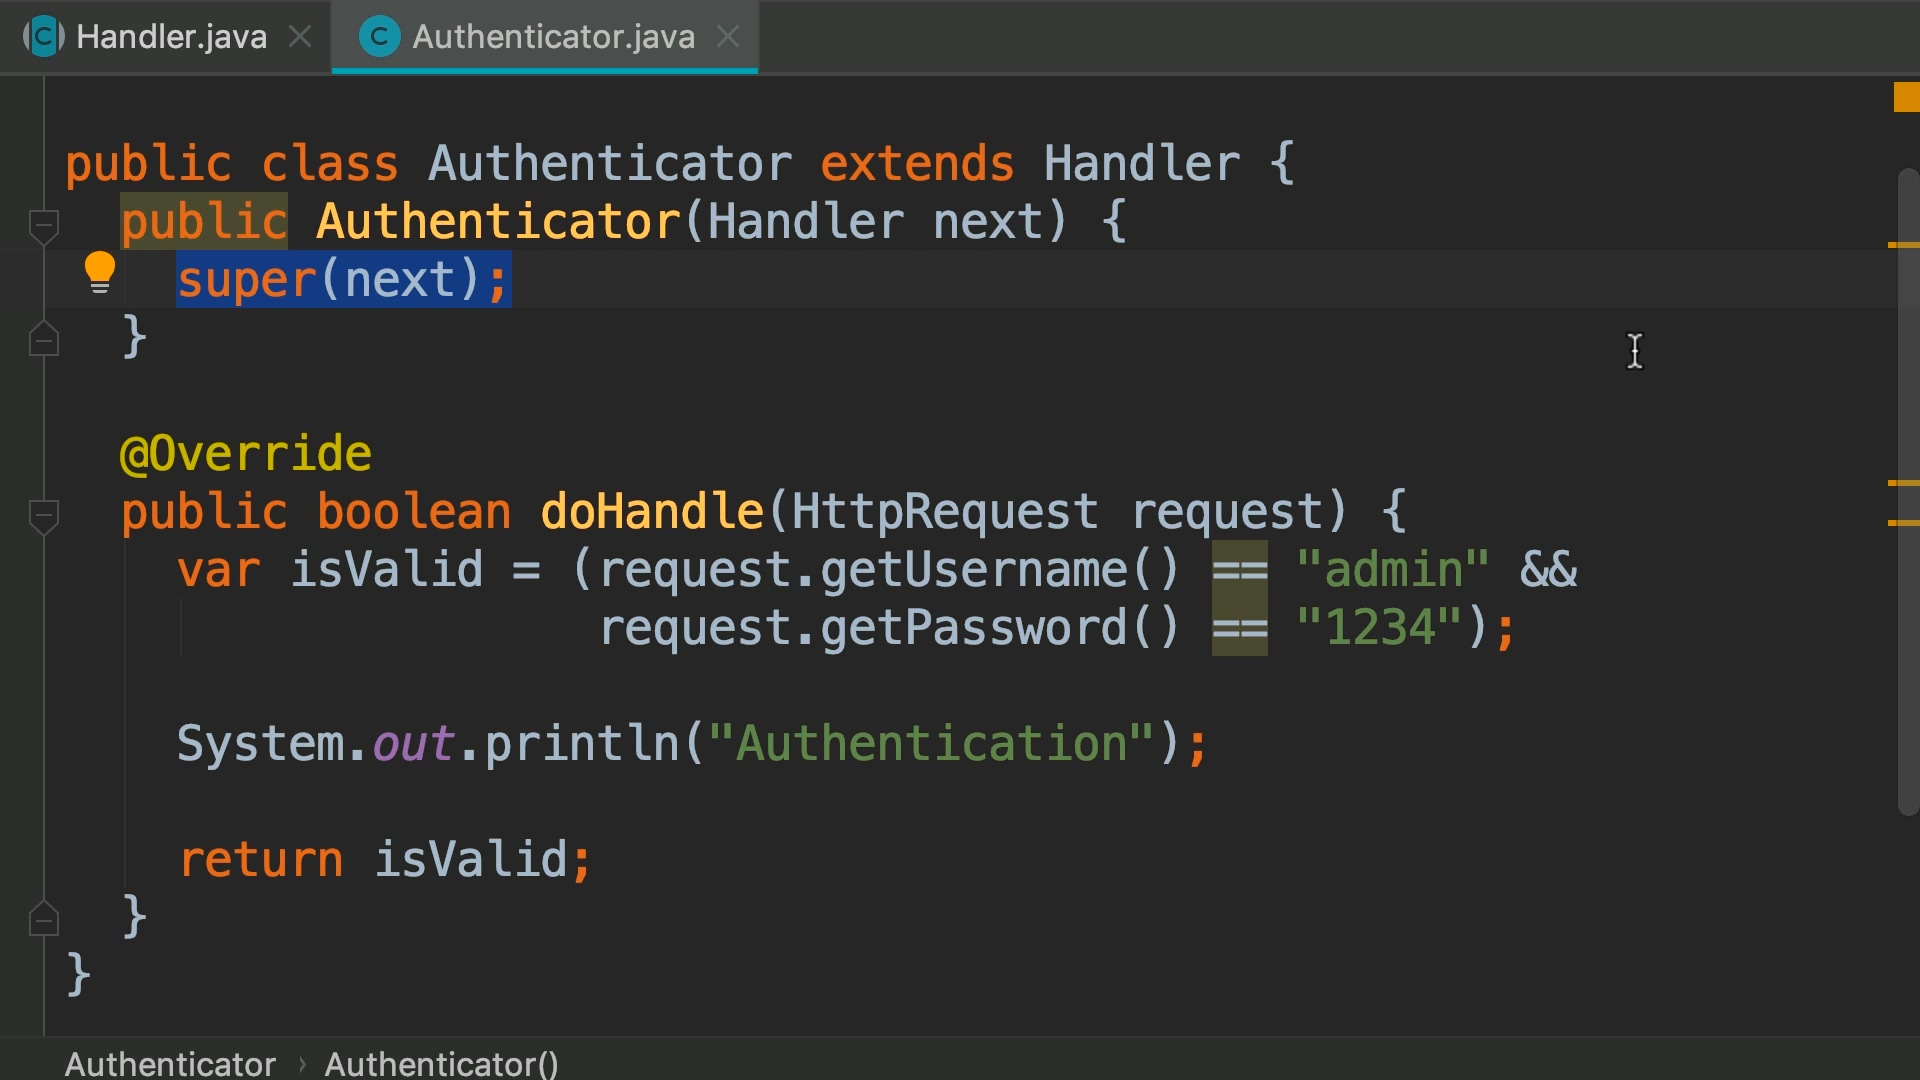 Handler.java
Authenticator.java
public class Authenticator extends Handler {
public Authenticator(Handler next) {
super(next);
}
@Override
public boolean doHandle(HttpRequest request) {
var isValid = (request.getUsername() == "admin" &&
request.getPassword() == "1234");
System.out.println("Authentication");
return isValid;
}
}
Authenticator › Authenticator()